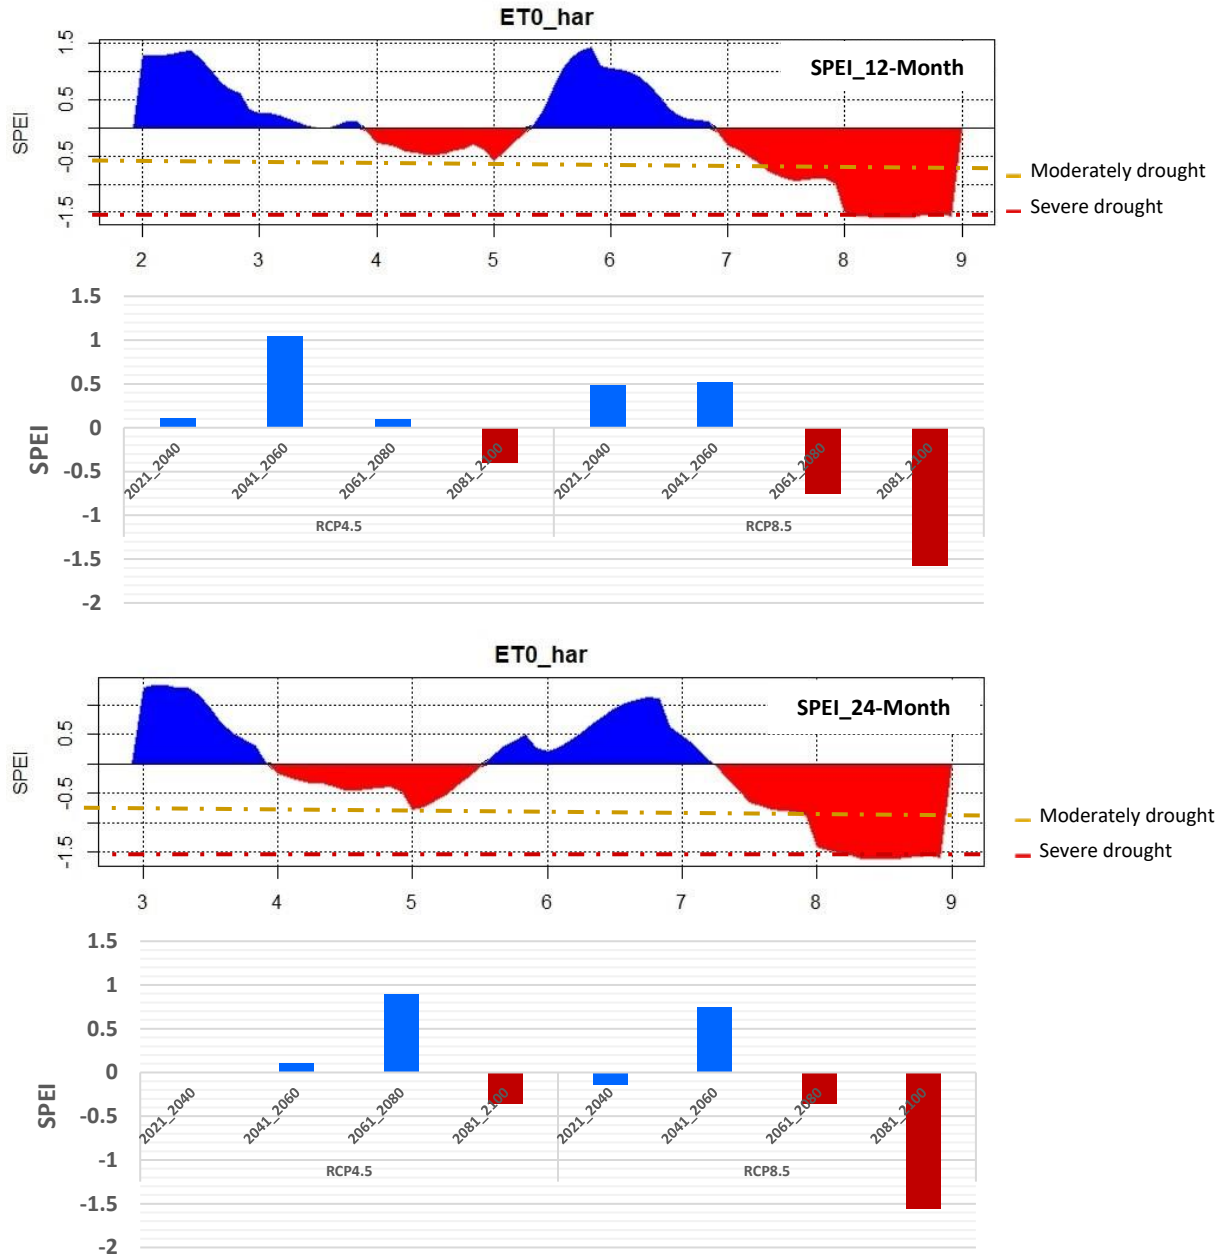 ET0_har
SPEI_12-Month
SPEI
1.5
0.5
-0.5
-1.5
2 3 4 5 6 7 8 9
Moderately drought
Severe drought
SPEI
1.5
1
0.5
0
-0.5
-1
-1.5
-2
2021_2040 2041_2060 2061_2080 2081_2100 2021_2040 2041_2060 2061_2080 2081_2100
RCP4.5 RCP8.5
ET0_har
SPEI_24-Month
SPEI
0.5
-0.5
-1.5
3 4 5 6 7 8 9
Moderately drought
Severe drought
SPEI
1.5
1
0.5
0
-0.5
-1
-1.5
-2
2021_2040 2041_2060 2061_2080 2081_2100 2021_2040 2041_2060 2061_2080 2081_2100
RCP4.5 RCP8.5